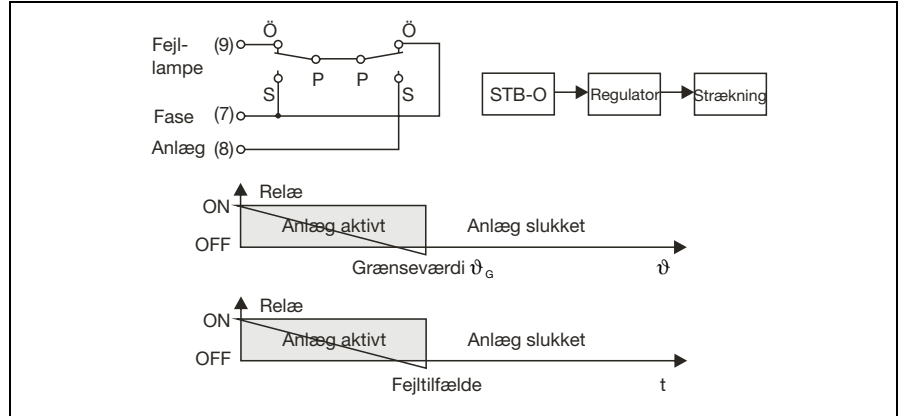 Ö Ö
Fejl-
lampe
(9)
P P
S S
Fase (7)
Anlæg (8)
STB-O
Regulator
Strækning
Relæ
ON
Anlæg aktivt
Anlæg slukket
OFF
Grænseværdi ϑG
ϑ
Relæ
ON
Anlæg aktivt
Anlæg slukket
OFF
Fejltilfælde
t